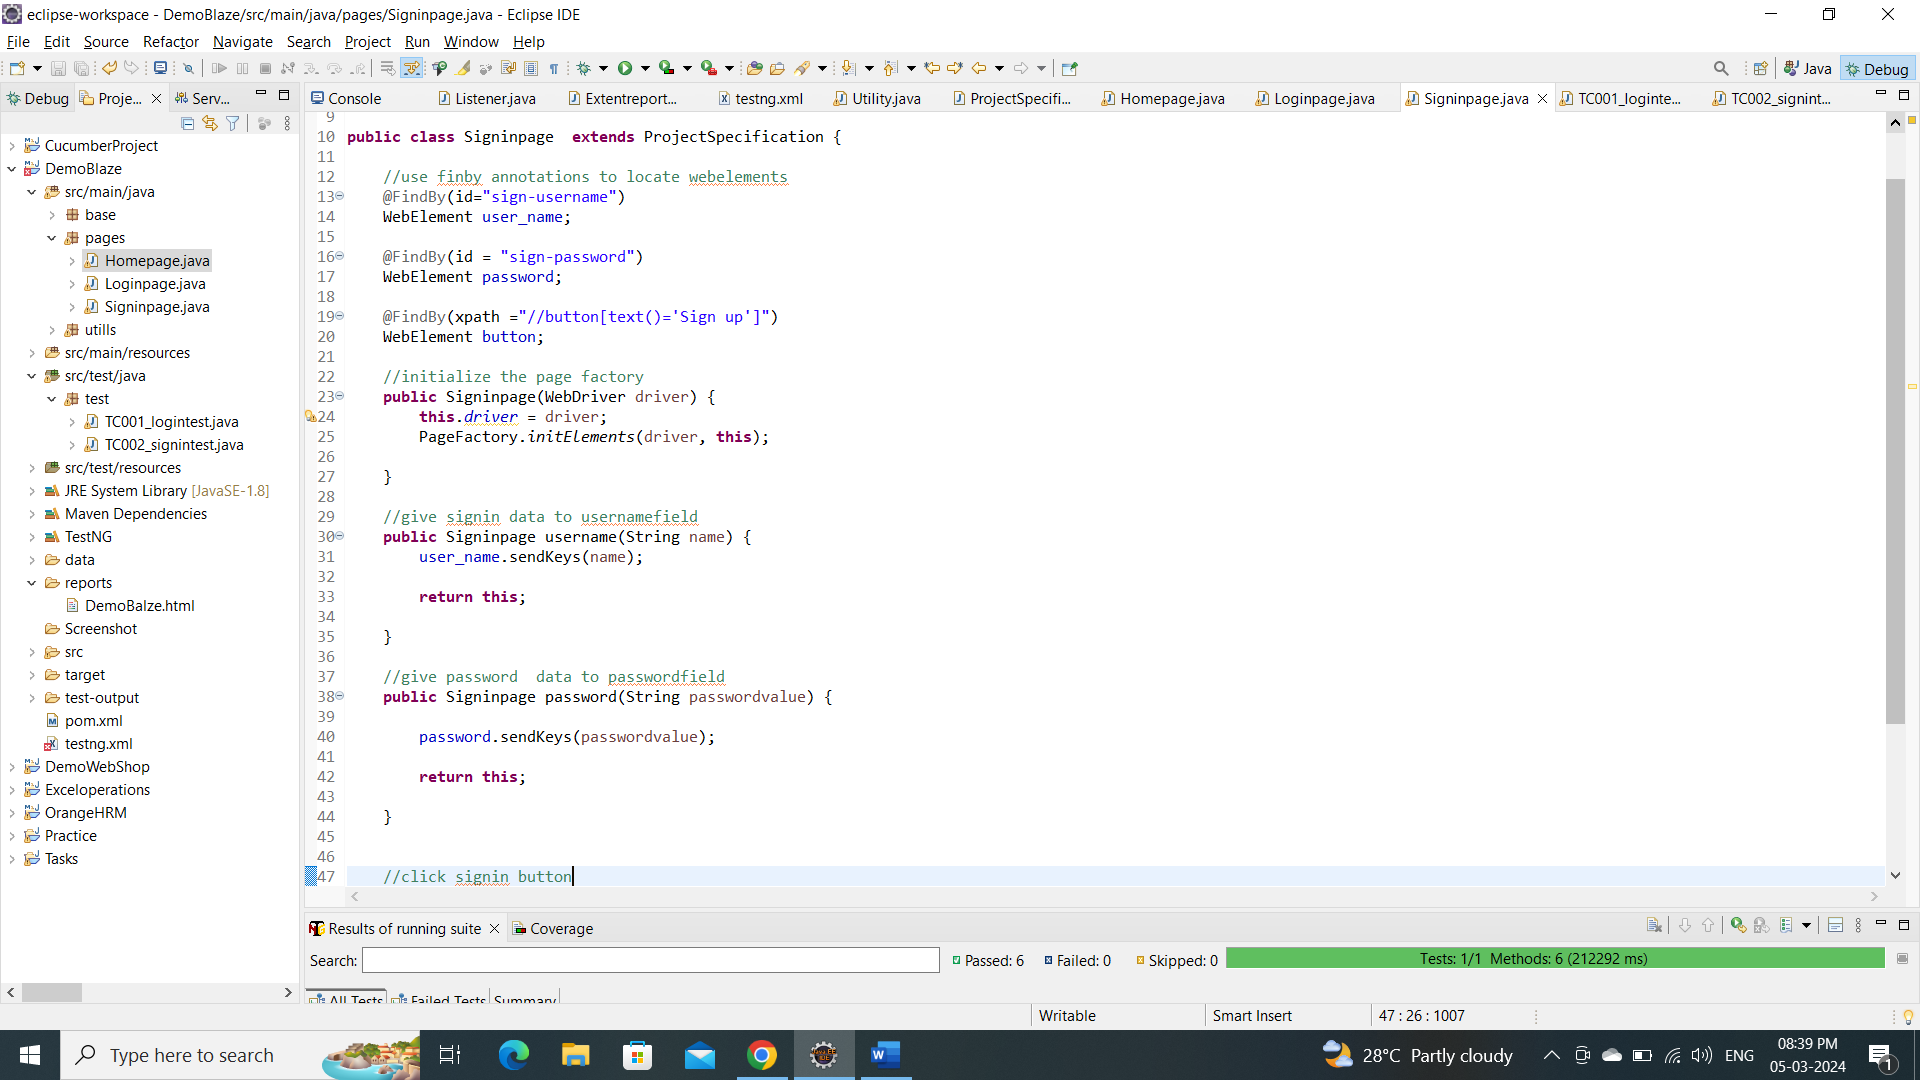 eclipse-workspace - DemoBlaze/src/main/java/pages/Signinpage.java - Eclipse IDE
File Edit Source Refactor Navigate Search Project Run Window Help
Java Debug
Debug Proje... Serv...
Console Listener.java Extentreport... testng.xml Utility.java ProjectSpecifi... Homepage.java Loginpage.java Signinpage.java TC001_loginte... TC002_signint...
CucumberProject
DemoBlaze
src/main/java
base
pages
Homepage.java
Loginpage.java
Signinpage.java
utills
src/main/resources
src/test/java
test
TC001_logintest.java
TC002_signintest.java
src/test/resources
JRE System Library [JavaSE-1.8]
Maven Dependencies
TestNG
data
reports
DemoBalze.html
Screenshot
src
target
test-output
pom.xml
testng.xml
DemoWebShop
Exceloperations
OrangeHRM
Practice
Tasks
9
10 public class Signinpage  extends ProjectSpecification {
11
12 //use finby annotations to locate webelements
13 @FindBy(id="sign-username")
14 WebElement user_name;
15
16 @FindBy(id = "sign-password")
17 WebElement password;
18
19 @FindBy(xpath ="//button[text()='Sign up']")
20 WebElement button;
21
22 //initialize the page factory
23 public Signinpage(WebDriver driver) {
24 this.driver = driver;
25 PageFactory.initElements(driver, this);
26
27 }
28
29 //give signin data to usernamefield
30 public Signinpage username(String name) {
31 user_name.sendKeys(name);
32
33 return this;
34
35 }
36
37 //give password  data to passwordfield
38 public Signinpage password(String passwordvalue) {
39
40 password.sendKeys(passwordvalue);
41
42 return this;
43
44 }
45
46
47 //click signin button
Results of running suite Coverage
Search: Passed: 6 Failed: 0 Skipped: 0 Tests: 1/1 Methods: 6 (212292 ms)
All Tests Failed Tests Summary
Writable Smart Insert 47 : 26 : 1007
Type here to search
28°C Partly cloudy
ENG
08:39 PM
05-03-2024
1